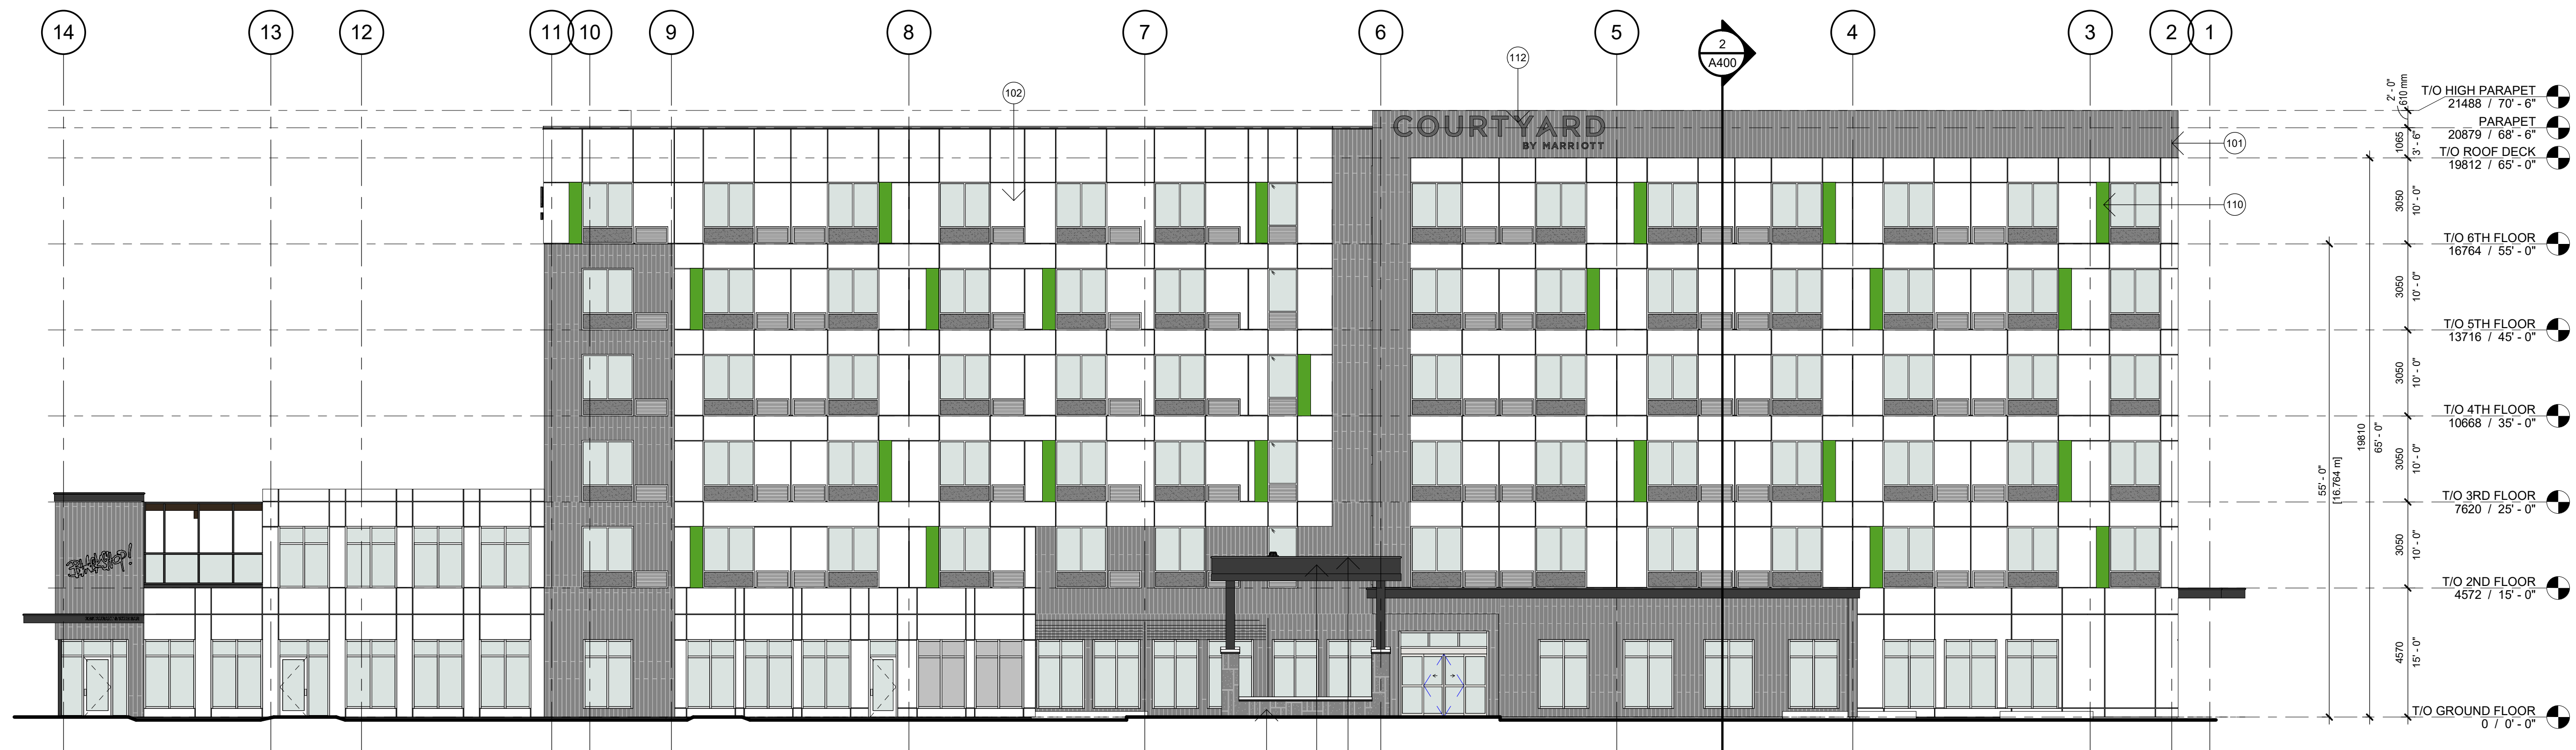 14
13
12
11
10
9
8
7
6
5
2
A400
4
3
2
1
102
112
COURTYARD
BY MARRIOTT
101
110
2' - 0"
610 mm
T/O HIGH PARAPET
21488 / 70' - 6"
PARAPET
20879 / 68' - 6"
1065
3' - 6"
T/O ROOF DECK
19812 / 65' - 0"
3050
10' - 0"
T/O 6TH FLOOR
16764 / 55' - 0"
3050
10' - 0"
T/O 5TH FLOOR
13716 / 45' - 0"
3050
10' - 0"
T/O 4TH FLOOR
10668 / 35' - 0"
19810
65' - 0"
3050
10' - 0"
55' - 0"
[16.764 m]
T/O 3RD FLOOR
7620 / 25' - 0"
3050
10' - 0"
T/O 2ND FLOOR
4572 / 15' - 0"
4570
15' - 0"
T/O GROUND FLOOR
0 / 0' - 0"